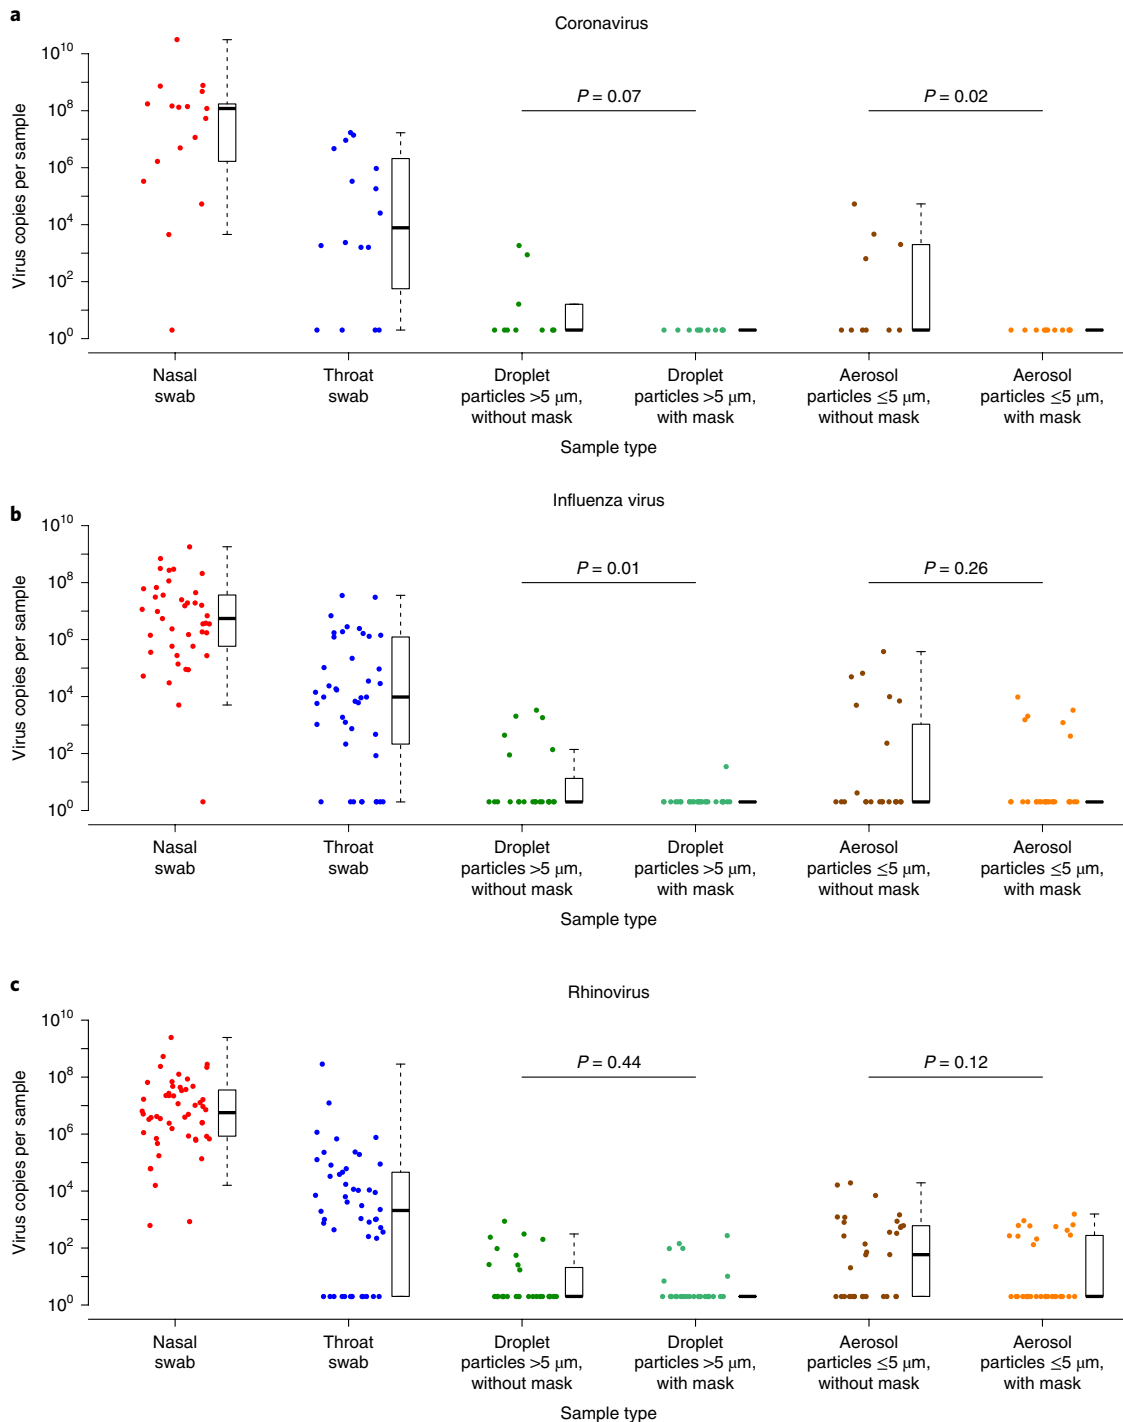 a
Coronavirus
Virus copies per sample
10^10
10^8
10^6
10^4
10^2
10^0
P = 0.07
P = 0.02
Nasal
swab
Throat
swab
Droplet
particles >5 μm,
without mask
Droplet
particles >5 μm,
with mask
Aerosol
particles ≤5 μm,
without mask
Aerosol
particles ≤5 μm,
with mask
Sample type
b
Influenza virus
Virus copies per sample
10^10
10^8
10^6
10^4
10^2
10^0
P = 0.01
P = 0.26
Nasal
swab
Throat
swab
Droplet
particles >5 μm,
without mask
Droplet
particles >5 μm,
with mask
Aerosol
particles ≤5 μm,
without mask
Aerosol
particles ≤5 μm,
with mask
Sample type
c
Rhinovirus
Virus copies per sample
10^10
10^8
10^6
10^4
10^2
10^0
P = 0.44
P = 0.12
Nasal
swab
Throat
swab
Droplet
particles >5 μm,
without mask
Droplet
particles >5 μm,
with mask
Aerosol
particles ≤5 μm,
without mask
Aerosol
particles ≤5 μm,
with mask
Sample type